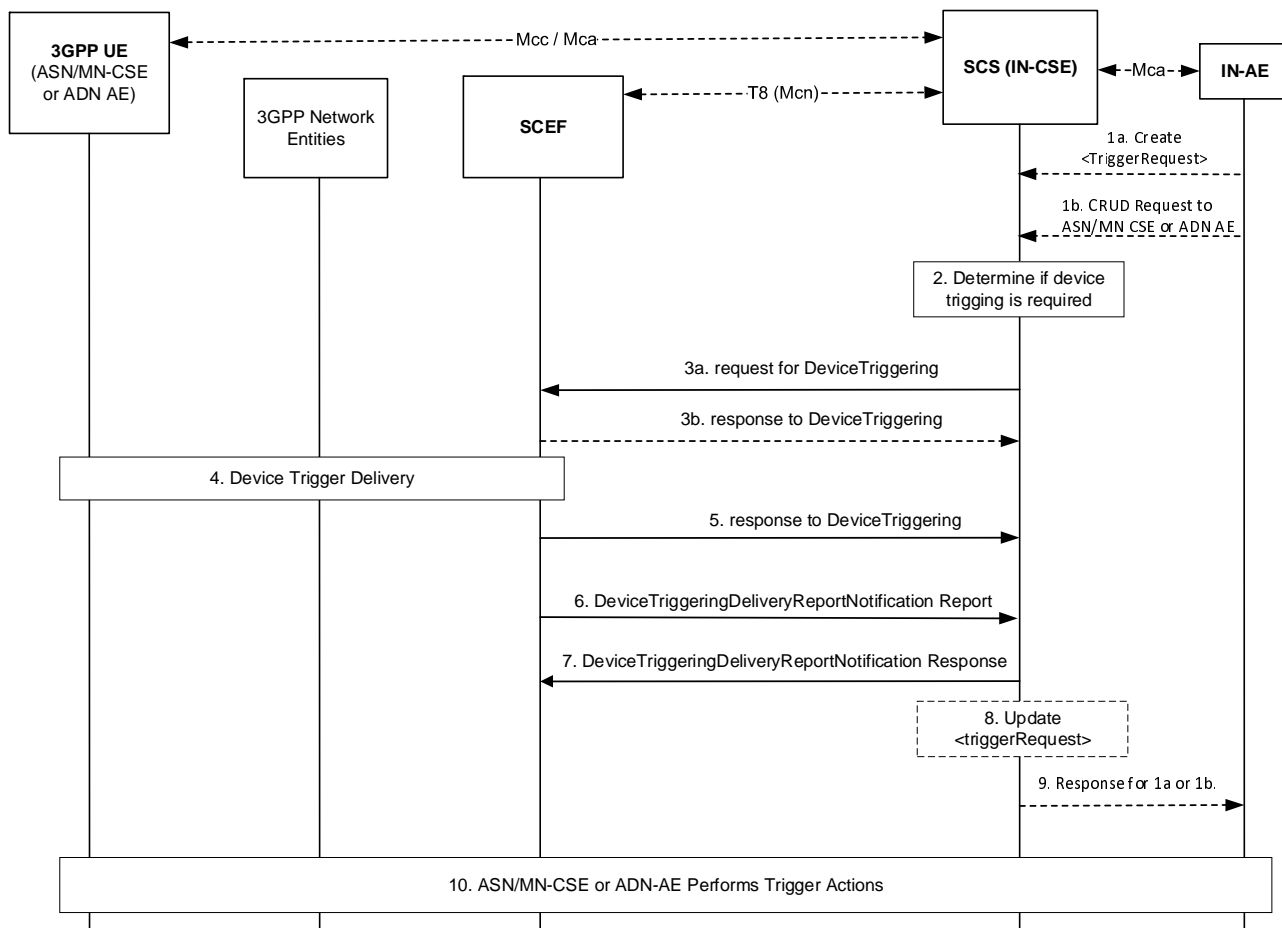 3GPP UE
(ASN/MN-CSE
or ADN AE)
Mcc / Mca
SCS (IN-CSE)
Mca
IN-AE
3GPP Network
Entities
SCEF
T8 (Mcn)
1a. Create
<TriggerRequest>
1b. CRUD Request to
ASN/MN CSE or ADN AE
2. Determine if device
trigging is required
3a. request for DeviceTriggering
3b. response to DeviceTriggering
4. Device Trigger Delivery
5. response to DeviceTriggering
6. DeviceTriggeringDeliveryReportNotification Report
7. DeviceTriggeringDeliveryReportNotification Response
8. Update
<triggerRequest>
9. Response for 1a or 1b.
10. ASN/MN-CSE or ADN-AE Performs Trigger Actions